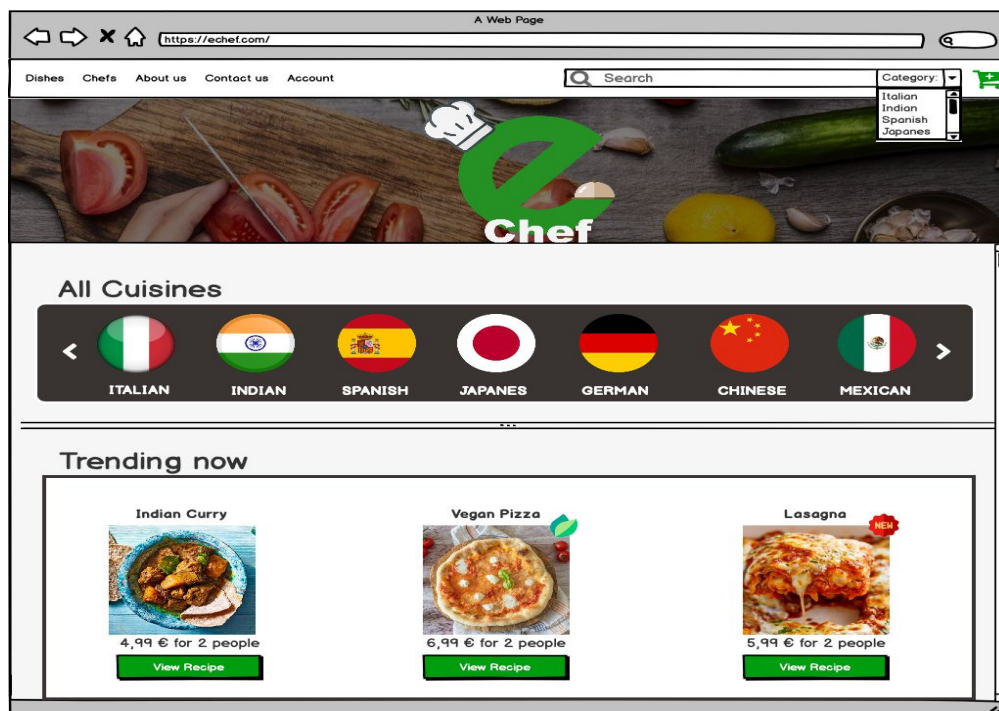 A Web Page
https://echef.com/
Dishes Chefs About us Contact us Account
Search
Category:
Italian
Indian
Spanish
Japanes
e
Chef
All Cuisines
ITALIAN INDIAN SPANISH JAPANES GERMAN CHINESE MEXICAN
Trending now
Indian Curry Vegan Pizza Lasagna
NEW
4,99 € for 2 people 6,99 € for 2 people 5,99 € for 2 people
View Recipe View Recipe View Recipe